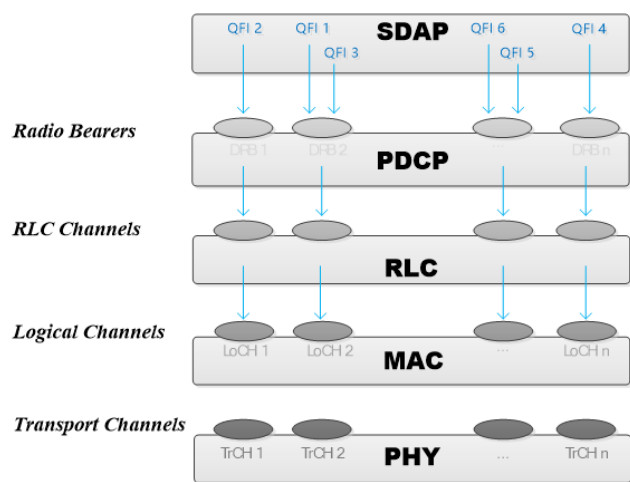 QFI 2 QFI 1 SDAP QFI 6 QFI 4
QFI 3 QFI 5
Radio Bearers
DRB 1 DRB 2 ... DRB n
PDCP
RLC Channels
RLC
Logical Channels
LoCH 1 LoCH 2 ... LoCH n
MAC
Transport Channels
TrCH 1 TrCH 2 PHY ... TrCH n